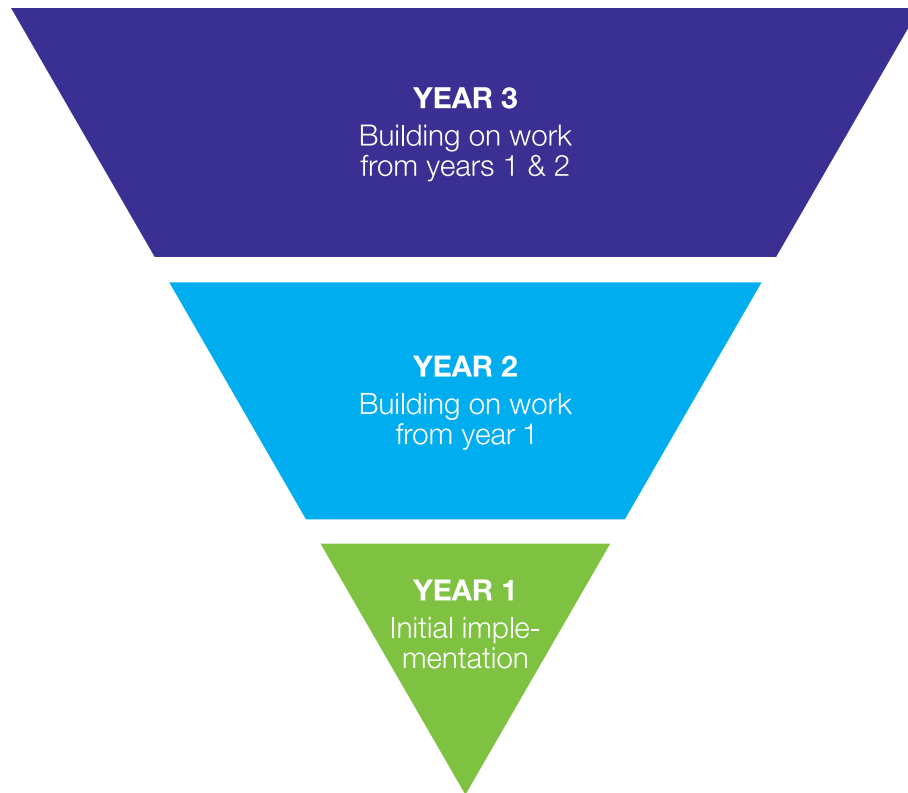 YEAR 3
Building on work
from years 1 & 2
YEAR 2
Building on work
from year 1
YEAR 1
Initial imple-
mentation